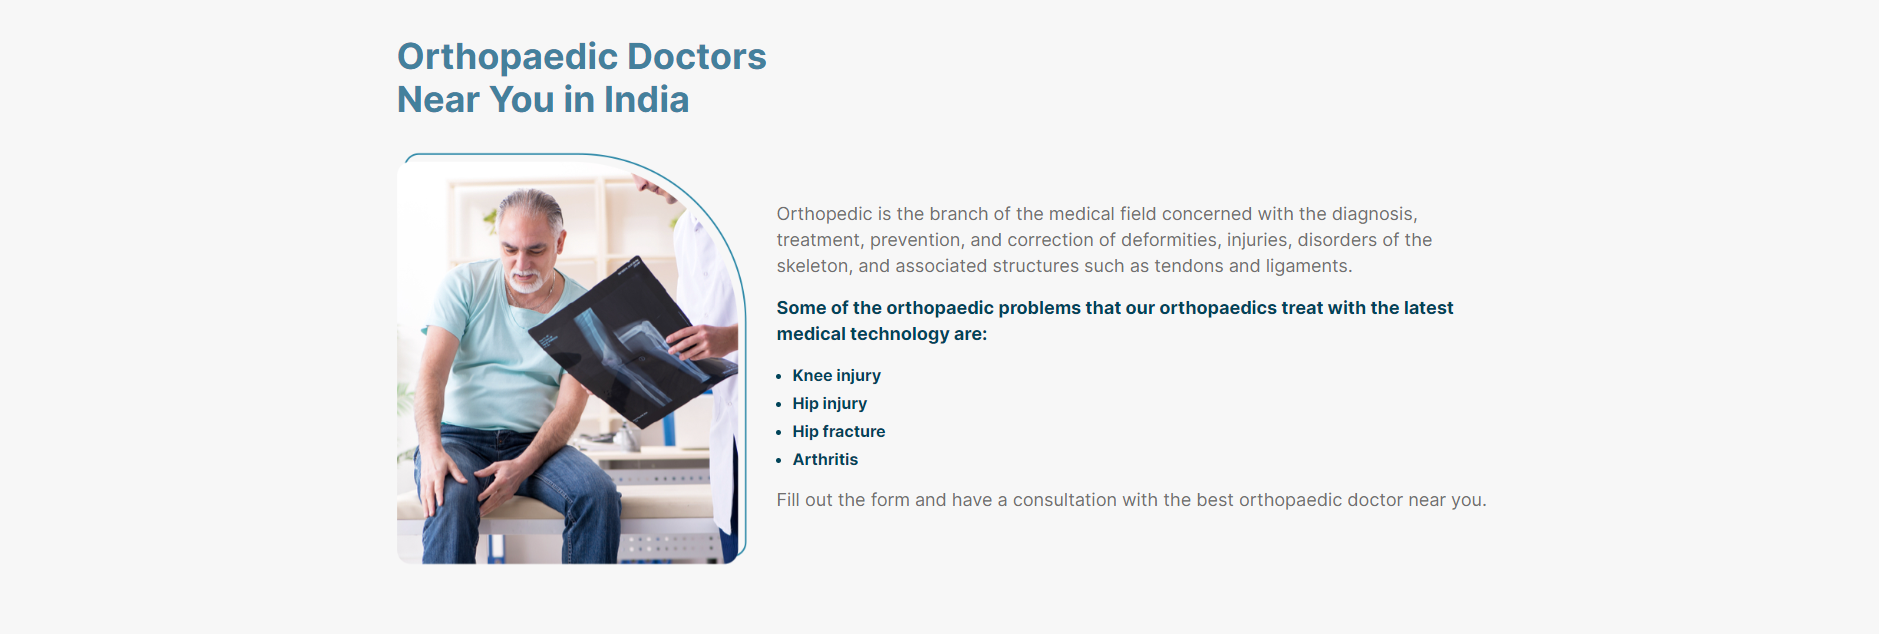 Orthopaedic Doctors
Near You in India
Orthopedic is the branch of the medical field concerned with the diagnosis,
treatment, prevention, and correction of deformities, injuries, disorders of the
skeleton, and associated structures such as tendons and ligaments.
Some of the orthopaedic problems that our orthopaedics treat with the latest
medical technology are:
• Knee injury
• Hip injury
• Hip fracture
• Arthritis
Fill out the form and have a consultation with the best orthopaedic doctor near you.